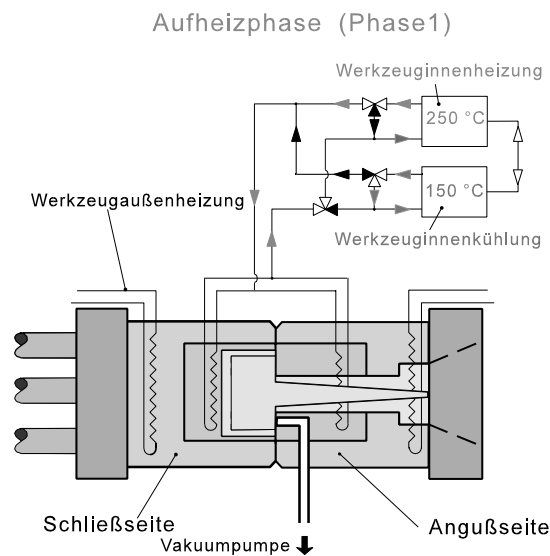 Aufheizphase (Phase1)
Werkzeuginnenheizung
250 °C
150 °C
Werkzeugaußenheizung
Werkzeuginnenkühlung
Schließseite
Angußseite
Vakuumpumpe